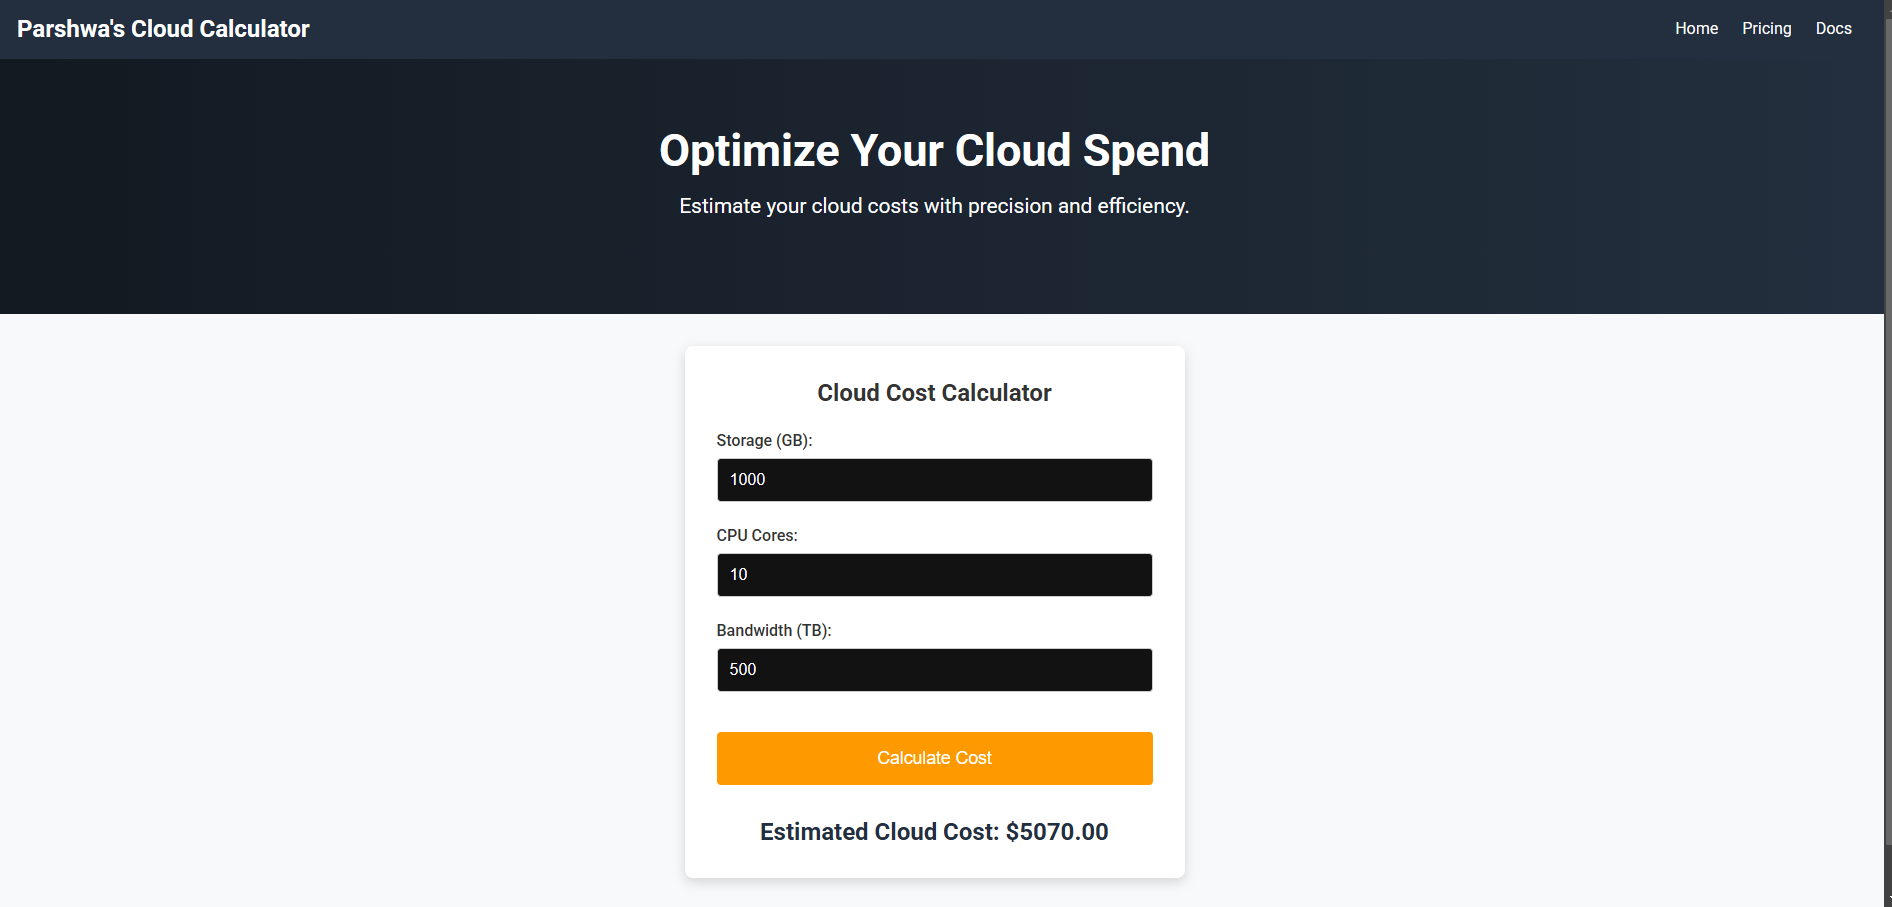 Parshwa's Cloud Calculator
Home Pricing Docs
Optimize Your Cloud Spend
Estimate your cloud costs with precision and efficiency.
Cloud Cost Calculator
Storage (GB):
1000
CPU Cores:
10
Bandwidth (TB):
500
Calculate Cost
Estimated Cloud Cost: $5070.00